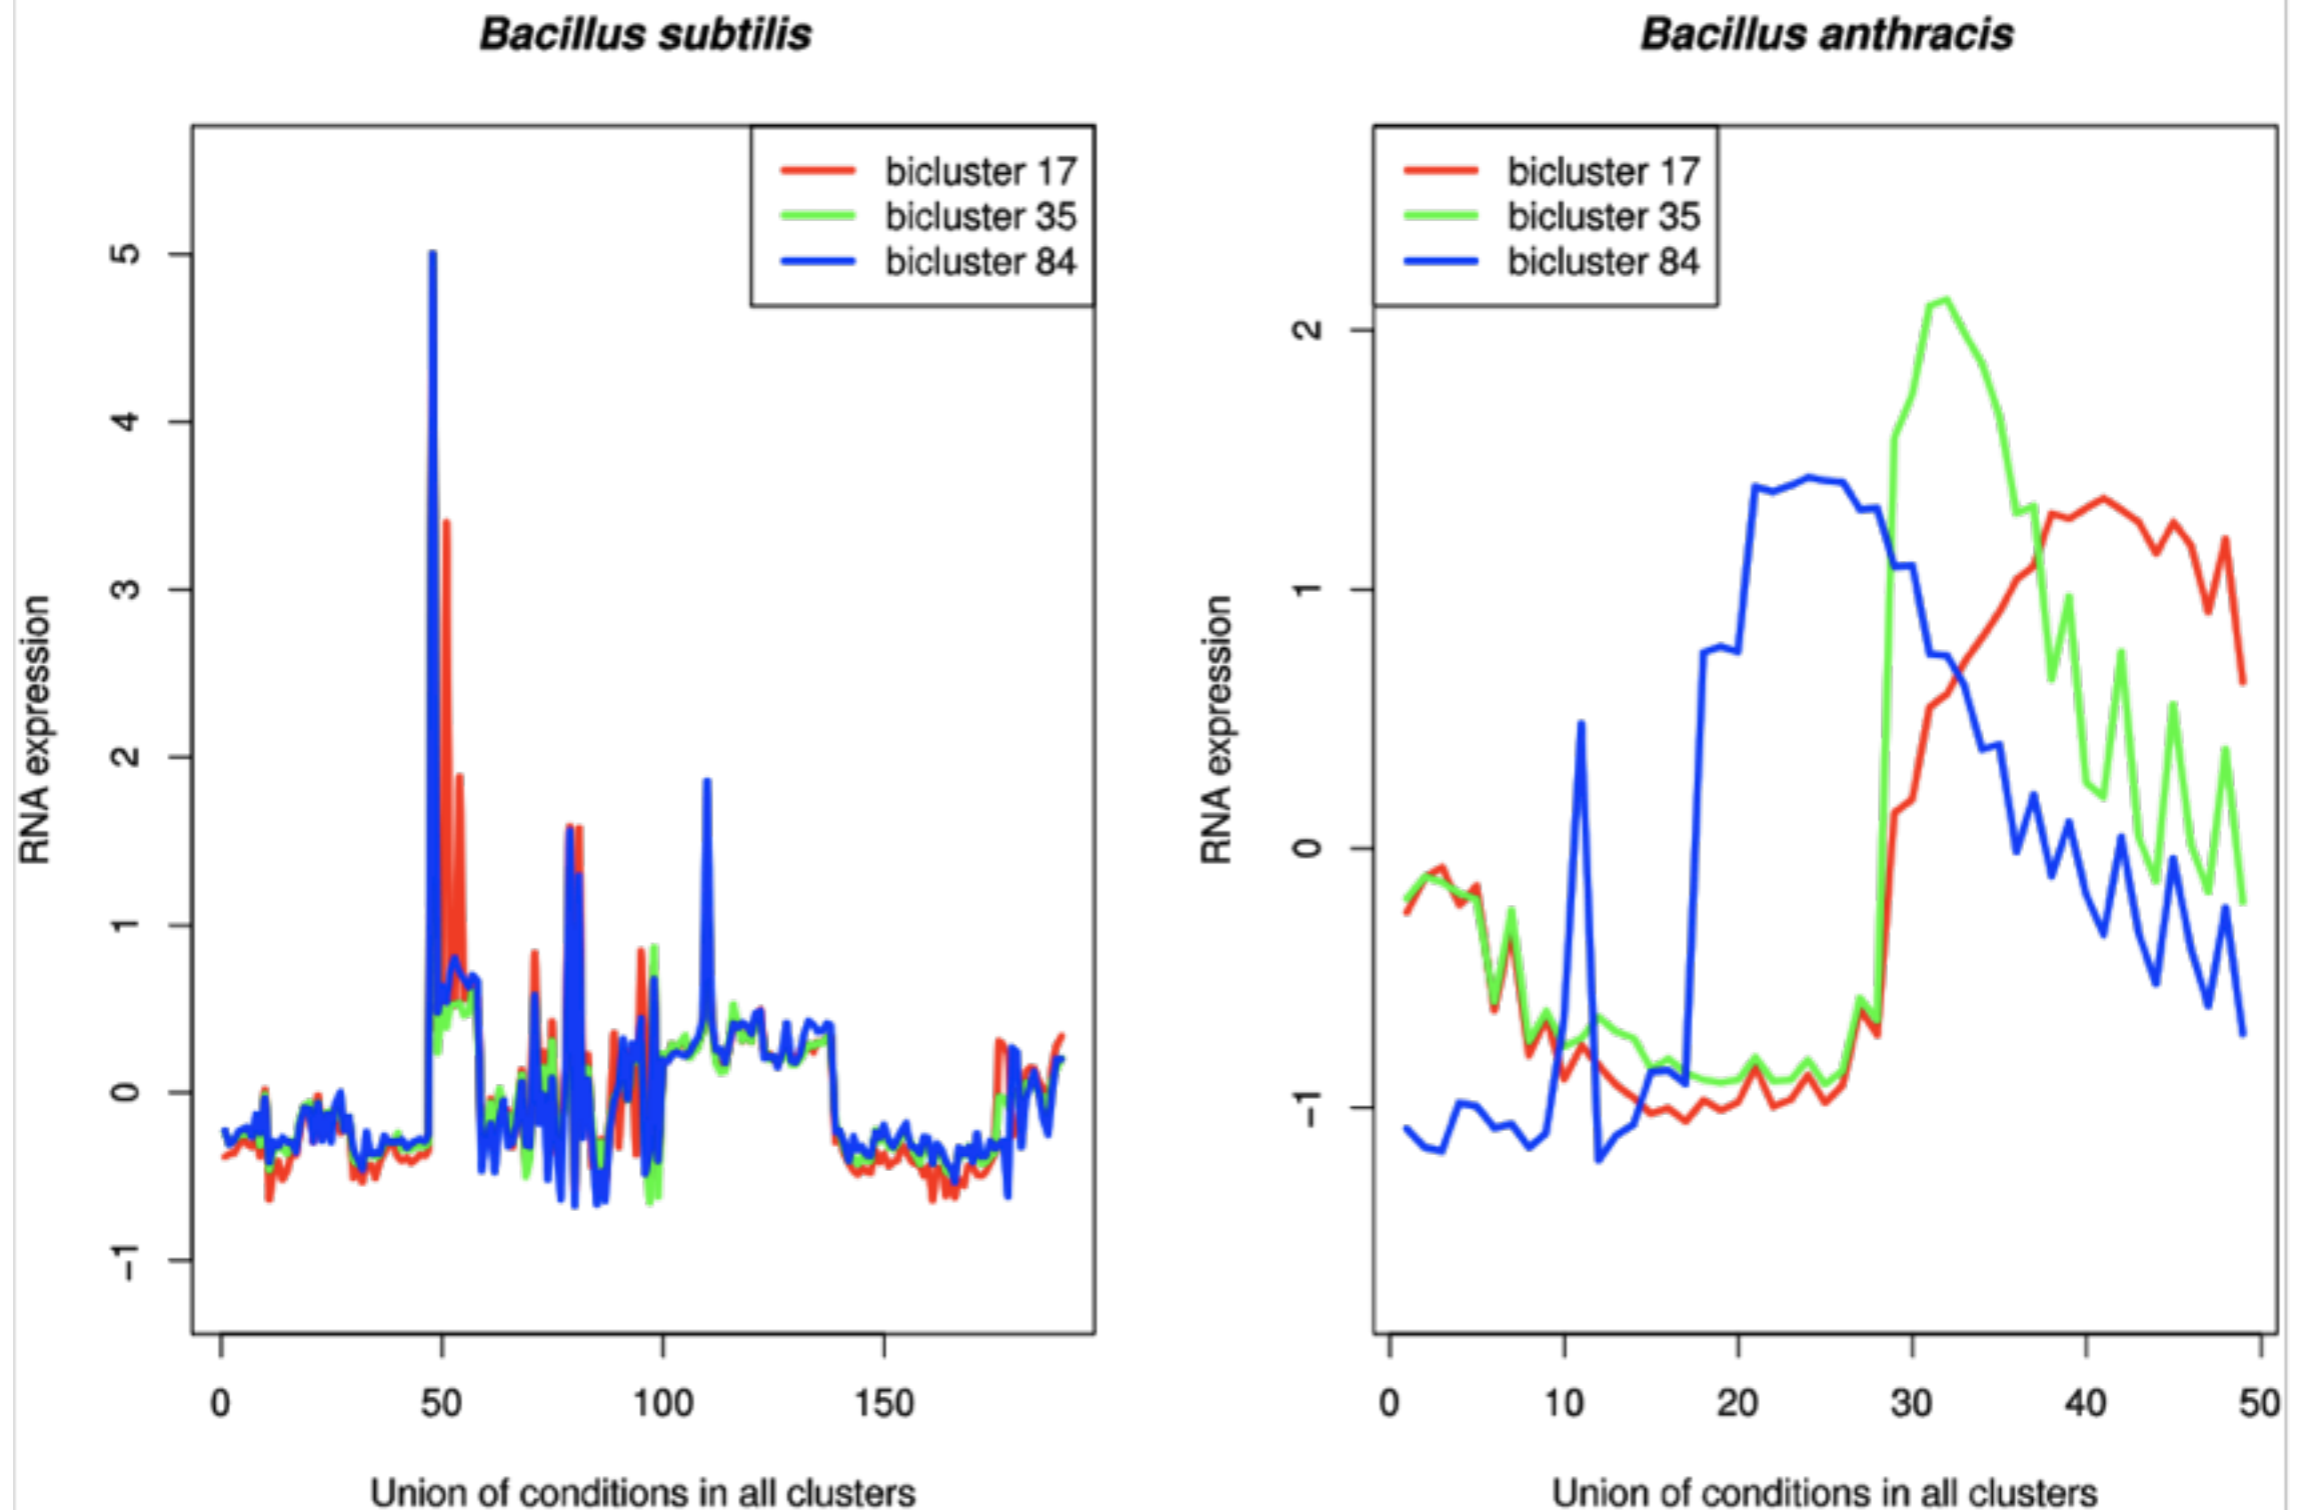 Bacillus subtilis
bicluster 17
bicluster 35
bicluster 84
RNA expression
5
4
3
2
1
0
-1
0 50 100 150
Union of conditions in all clusters
Bacillus anthracis
bicluster 17
bicluster 35
bicluster 84
RNA expression
2
1
0
-1
0 10 20 30 40 50
Union of conditions in all clusters